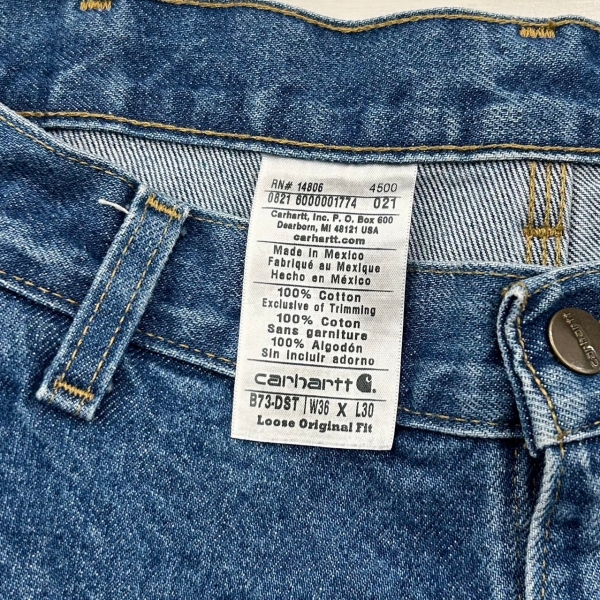 RN# 14806 4500
0821 6000001774 021
Carhartt, Inc. P. O. Box 600
Dearborn, MI 48121 USA
carhartt.com
Made in Mexico
Fabriqué au Mexique
Hecho en México
100% Cotton
Exclusive of Trimming
100% Coton
Sans garniture
100% Algodón
Sin incluir adorno
carhartt
B73-DST W36 X L30
Loose Original Fit
carhartt